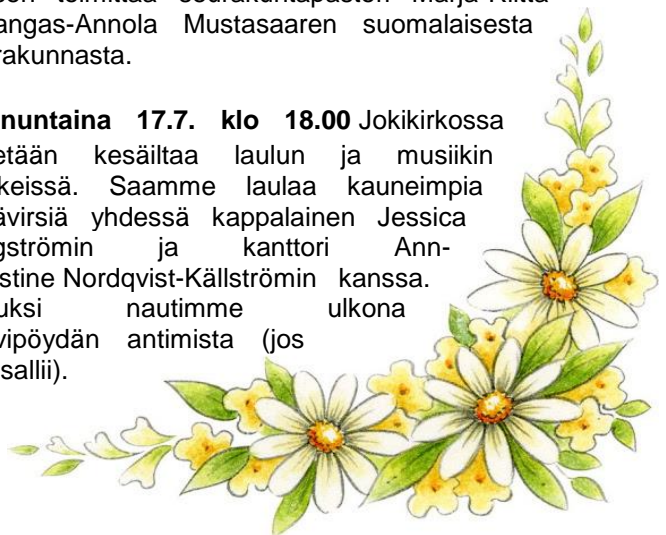 toimittaa seurakuntapastori Marja-Riitta
angas-Annola Mustasaaren suomalaisesta
rakunnasta.
nuntaina 17.7. klo 18.00 Jokikirkossa
etään kesäiltaa laulun ja musiikin
keissä. Saamme laulaa kauneimpia
ävirsiä yhdessä kappalainen Jessica
gströmin ja kanttori Ann-
stine Nordqvist-Källströmin kanssa.
uksi nautimme ulkona
vipöydän antimista (jos
sallii).